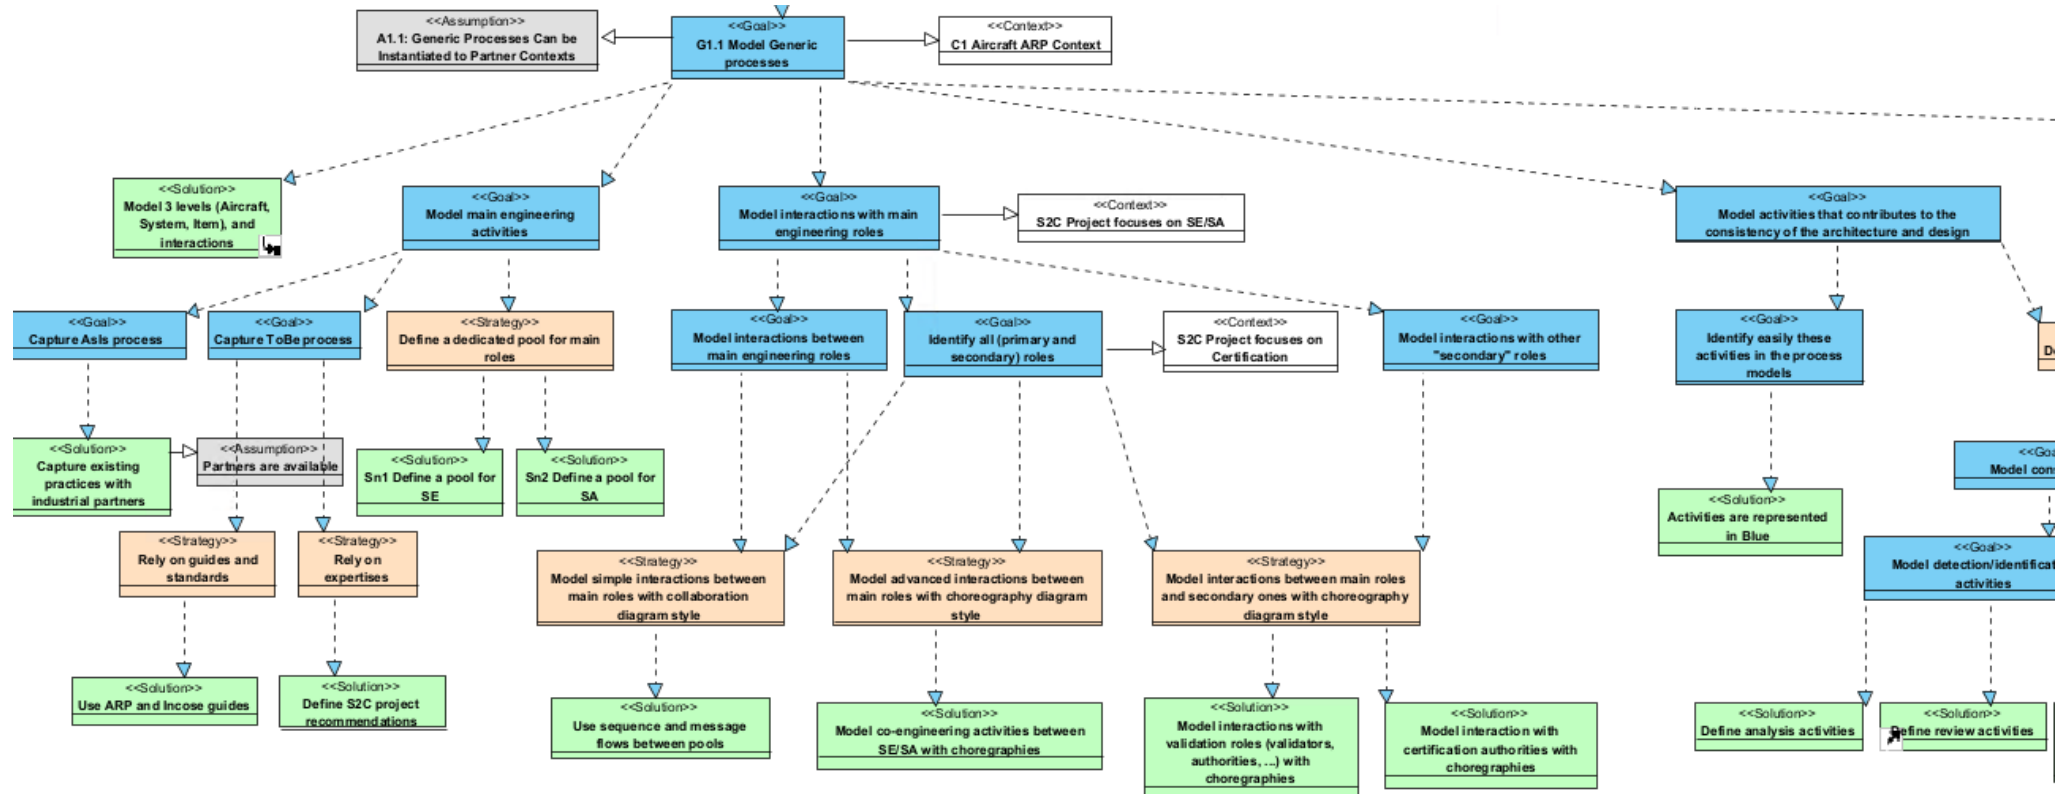 <<Assumption>>
A1.1: Generic Processes Can be
Instantiated to Partner Contexts
<<Goal>>
G1.1 Model Generic
processes
<<Context>>
C1 Aircraft ARP Context
<<Solution>>
Model 3 levels (Aircraft,
System, Item), and
interactions
<<Goal>>
Model main engineering
activities
<<Goal>>
Model interactions with main
engineering roles
<<Context>>
S2C Project focuses on SE/SA
<<Goal>>
Model activities that contributes to the
consistency of the architecture and design
<<Goal>>
Capture AsIs process
<<Goal>>
Capture ToBe process
<<Strategy>>
Define a dedicated pool for main
roles
<<Goal>>
Model interactions between
main engineering roles
<<Goal>>
Identify all (primary and
secondary) roles
<<Context>>
S2C Project focuses on
Certification
<<Goal>>
Model interactions with other
"secondary" roles
<<Goal>>
Identify easily these
activities in the process
models
<<Solution>>
Capture existing
practices with
industrial partners
<<Assumption>>
Partners are available
<<Solution>>
Sn1 Define a pool for
SE
<<Solution>>
Sn2 Define a pool for
SA
<<Solution>>
Activities are represented
in Blue
Model
<<Strategy>>
Rely on guides and
standards
<<Strategy>>
Rely on
expertises
<<Strategy>>
Model simple interactions between
main roles with collaboration
diagram style
<<Strategy>>
Model advanced interactions between
main roles with choreography diagram
style
<<Strategy>>
Model interactions between main roles
and secondary ones with choreography
diagram style
<<Goal>>
Model
activities
<<Solution>>
Use ARP and Incose guides
<<Solution>>
Define S2C project
recommendations
<<Solution>>
Use sequence and message
flows between pools
<<Solution>>
Model co-engineering activities between
SE/SA with choregraphies
<<Solution>>
Model interactions with
validation roles (validators,
authorities, ...) with
choregraphies
<<Solution>>
Model interaction with
certification authorities with
choregraphies
<<Solution>>
Define analysis activities
<<Solution>>
Define review activities